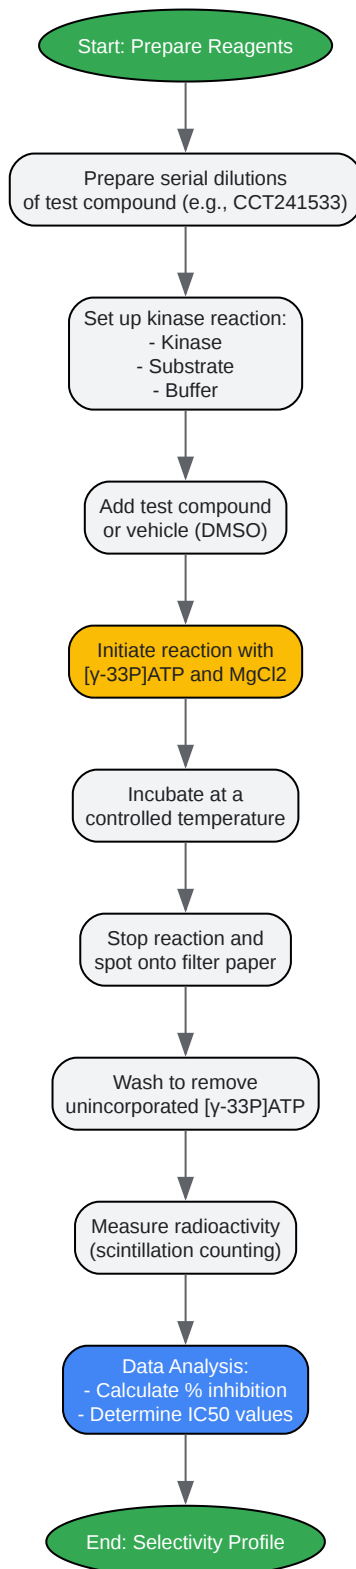 Start: Prepare Reagents
Prepare serial dilutions
of test compound (e.g., CCT241533)
Set up kinase reaction:
- Kinase
- Substrate
- Buffer
Add test compound
or vehicle (DMSO)
Initiate reaction with
[γ-33P]ATP and MgCl2
Incubate at a
controlled temperature
Stop reaction and
spot onto filter paper
Wash to remove
unincorporated [γ-33P]ATP
Measure radioactivity
(scintillation counting)
Data Analysis:
- Calculate % inhibition
- Determine IC50 values
End: Selectivity Profile